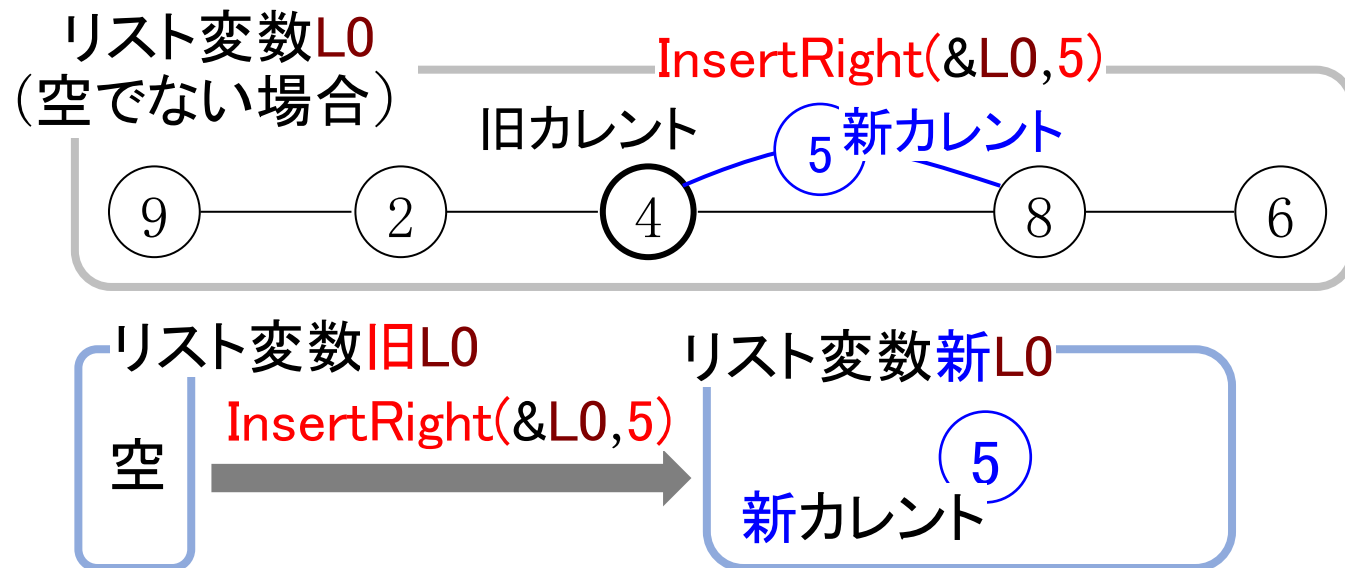 リスト変数L0
（空でない場合）
InsertRight(&L0,5)
旧カレント
5
新カレント
9
2
4
8
6
リスト変数旧L0
リスト変数新L0
InsertRight(&L0,5)
空
5
新カレント